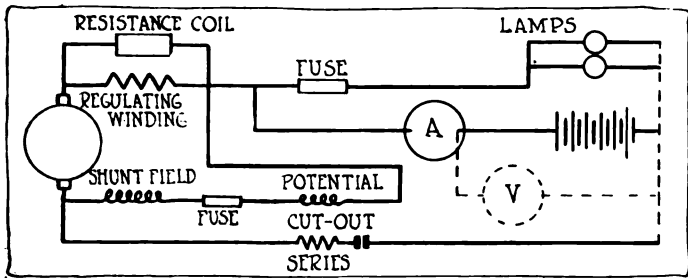 RESISTANCE COIL
LAMPS
FUSE
REGULATING
WINDING
A
SHUNT FIELD
POTENTIAL
V
FUSE
CUT-OUT
SERIES